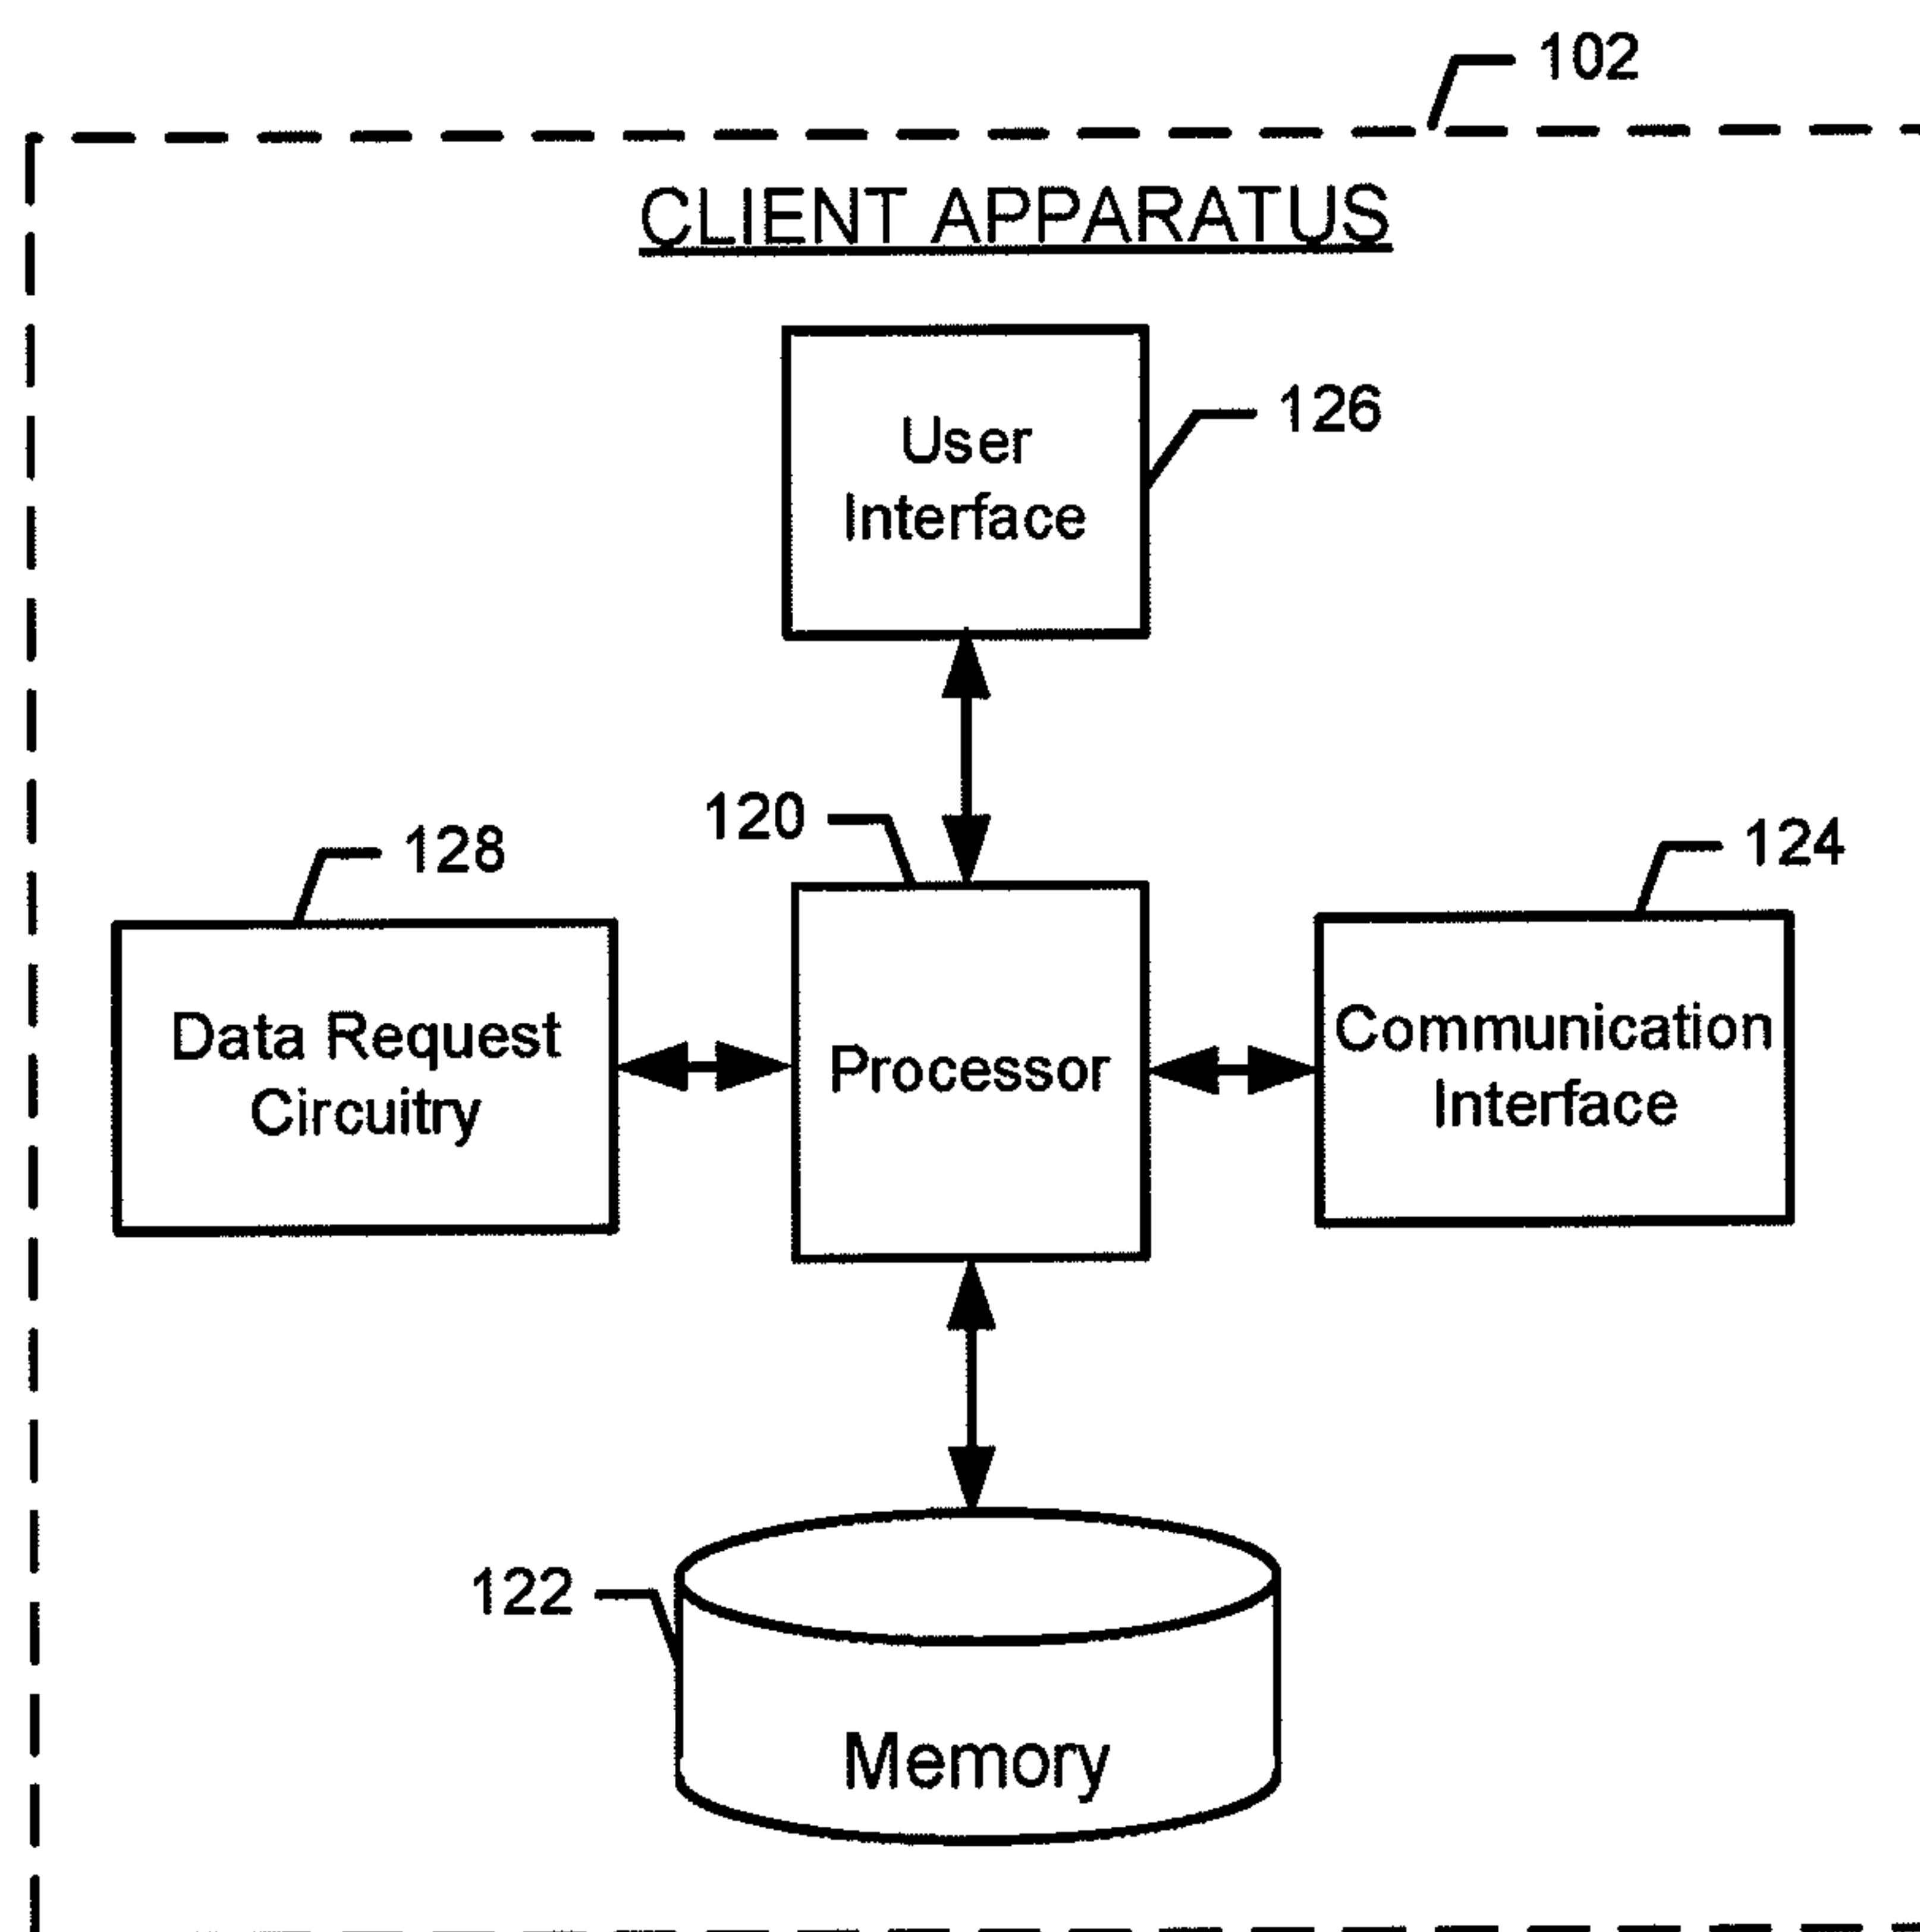 102
CLIENT APPARATUS
User
Interface
126
120
128
124
Data Request
Circuitry
Processor
Communication
Interface
122
Memory